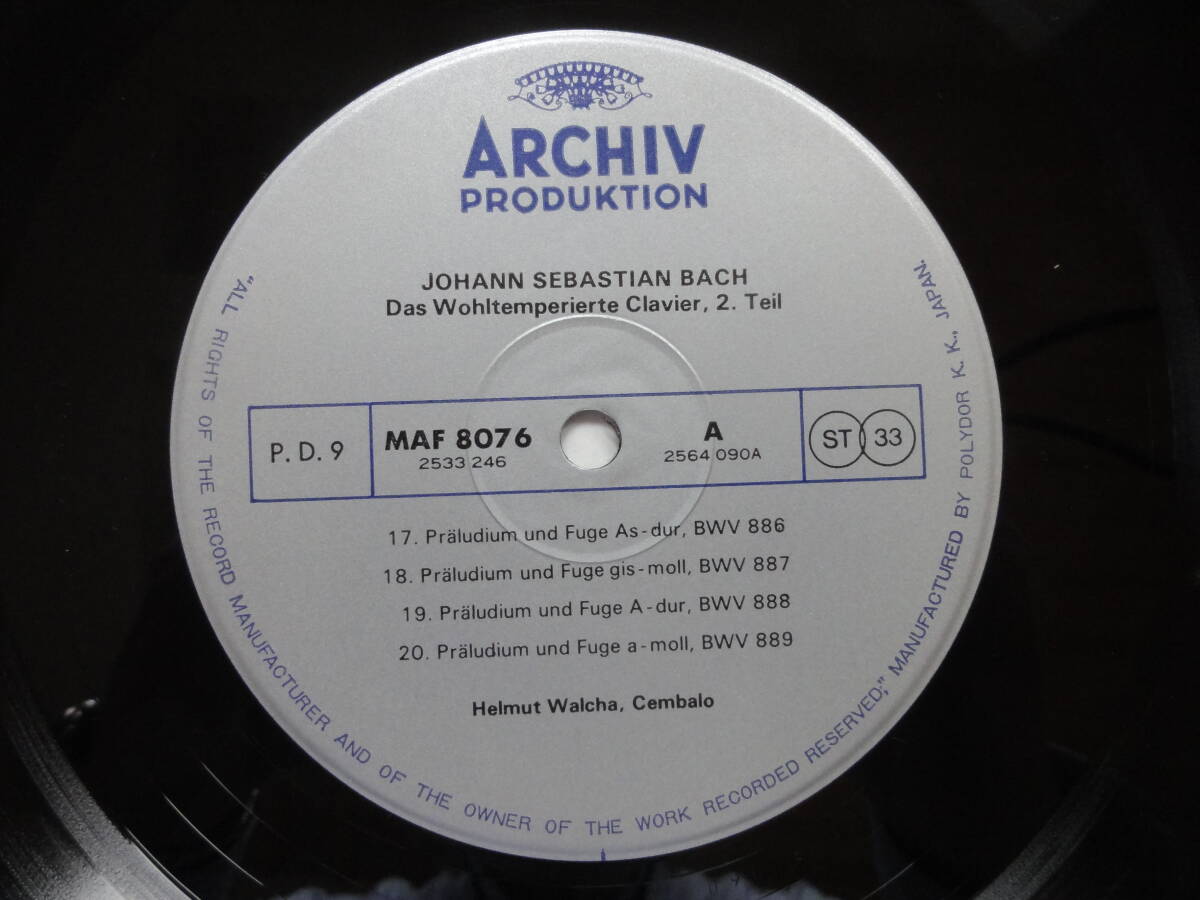 ARCHIV
PRODUKTION
JOHANN SEBASTIAN BACH
Das Wohltemperierte Clavier, 2. Teil
P. D. 9
MAF 8076
2533 246
A
2564 090A
ST 33
17. Präludium und Fuge As-dur, BWV 886
18. Präludium und Fuge gis-moll, BWV 887
19. Präludium und Fuge A-dur, BWV 888
20. Präludium und Fuge a-moll, BWV 889
Helmut Walcha, Cembalo
"ALL RIGHTS OF THE RECORD MANUFACTURER AND OF THE OWNER OF THE WORK RECORDED RESERVED;" MANUFACTURED BY POLYDOR K. K., JAPAN.